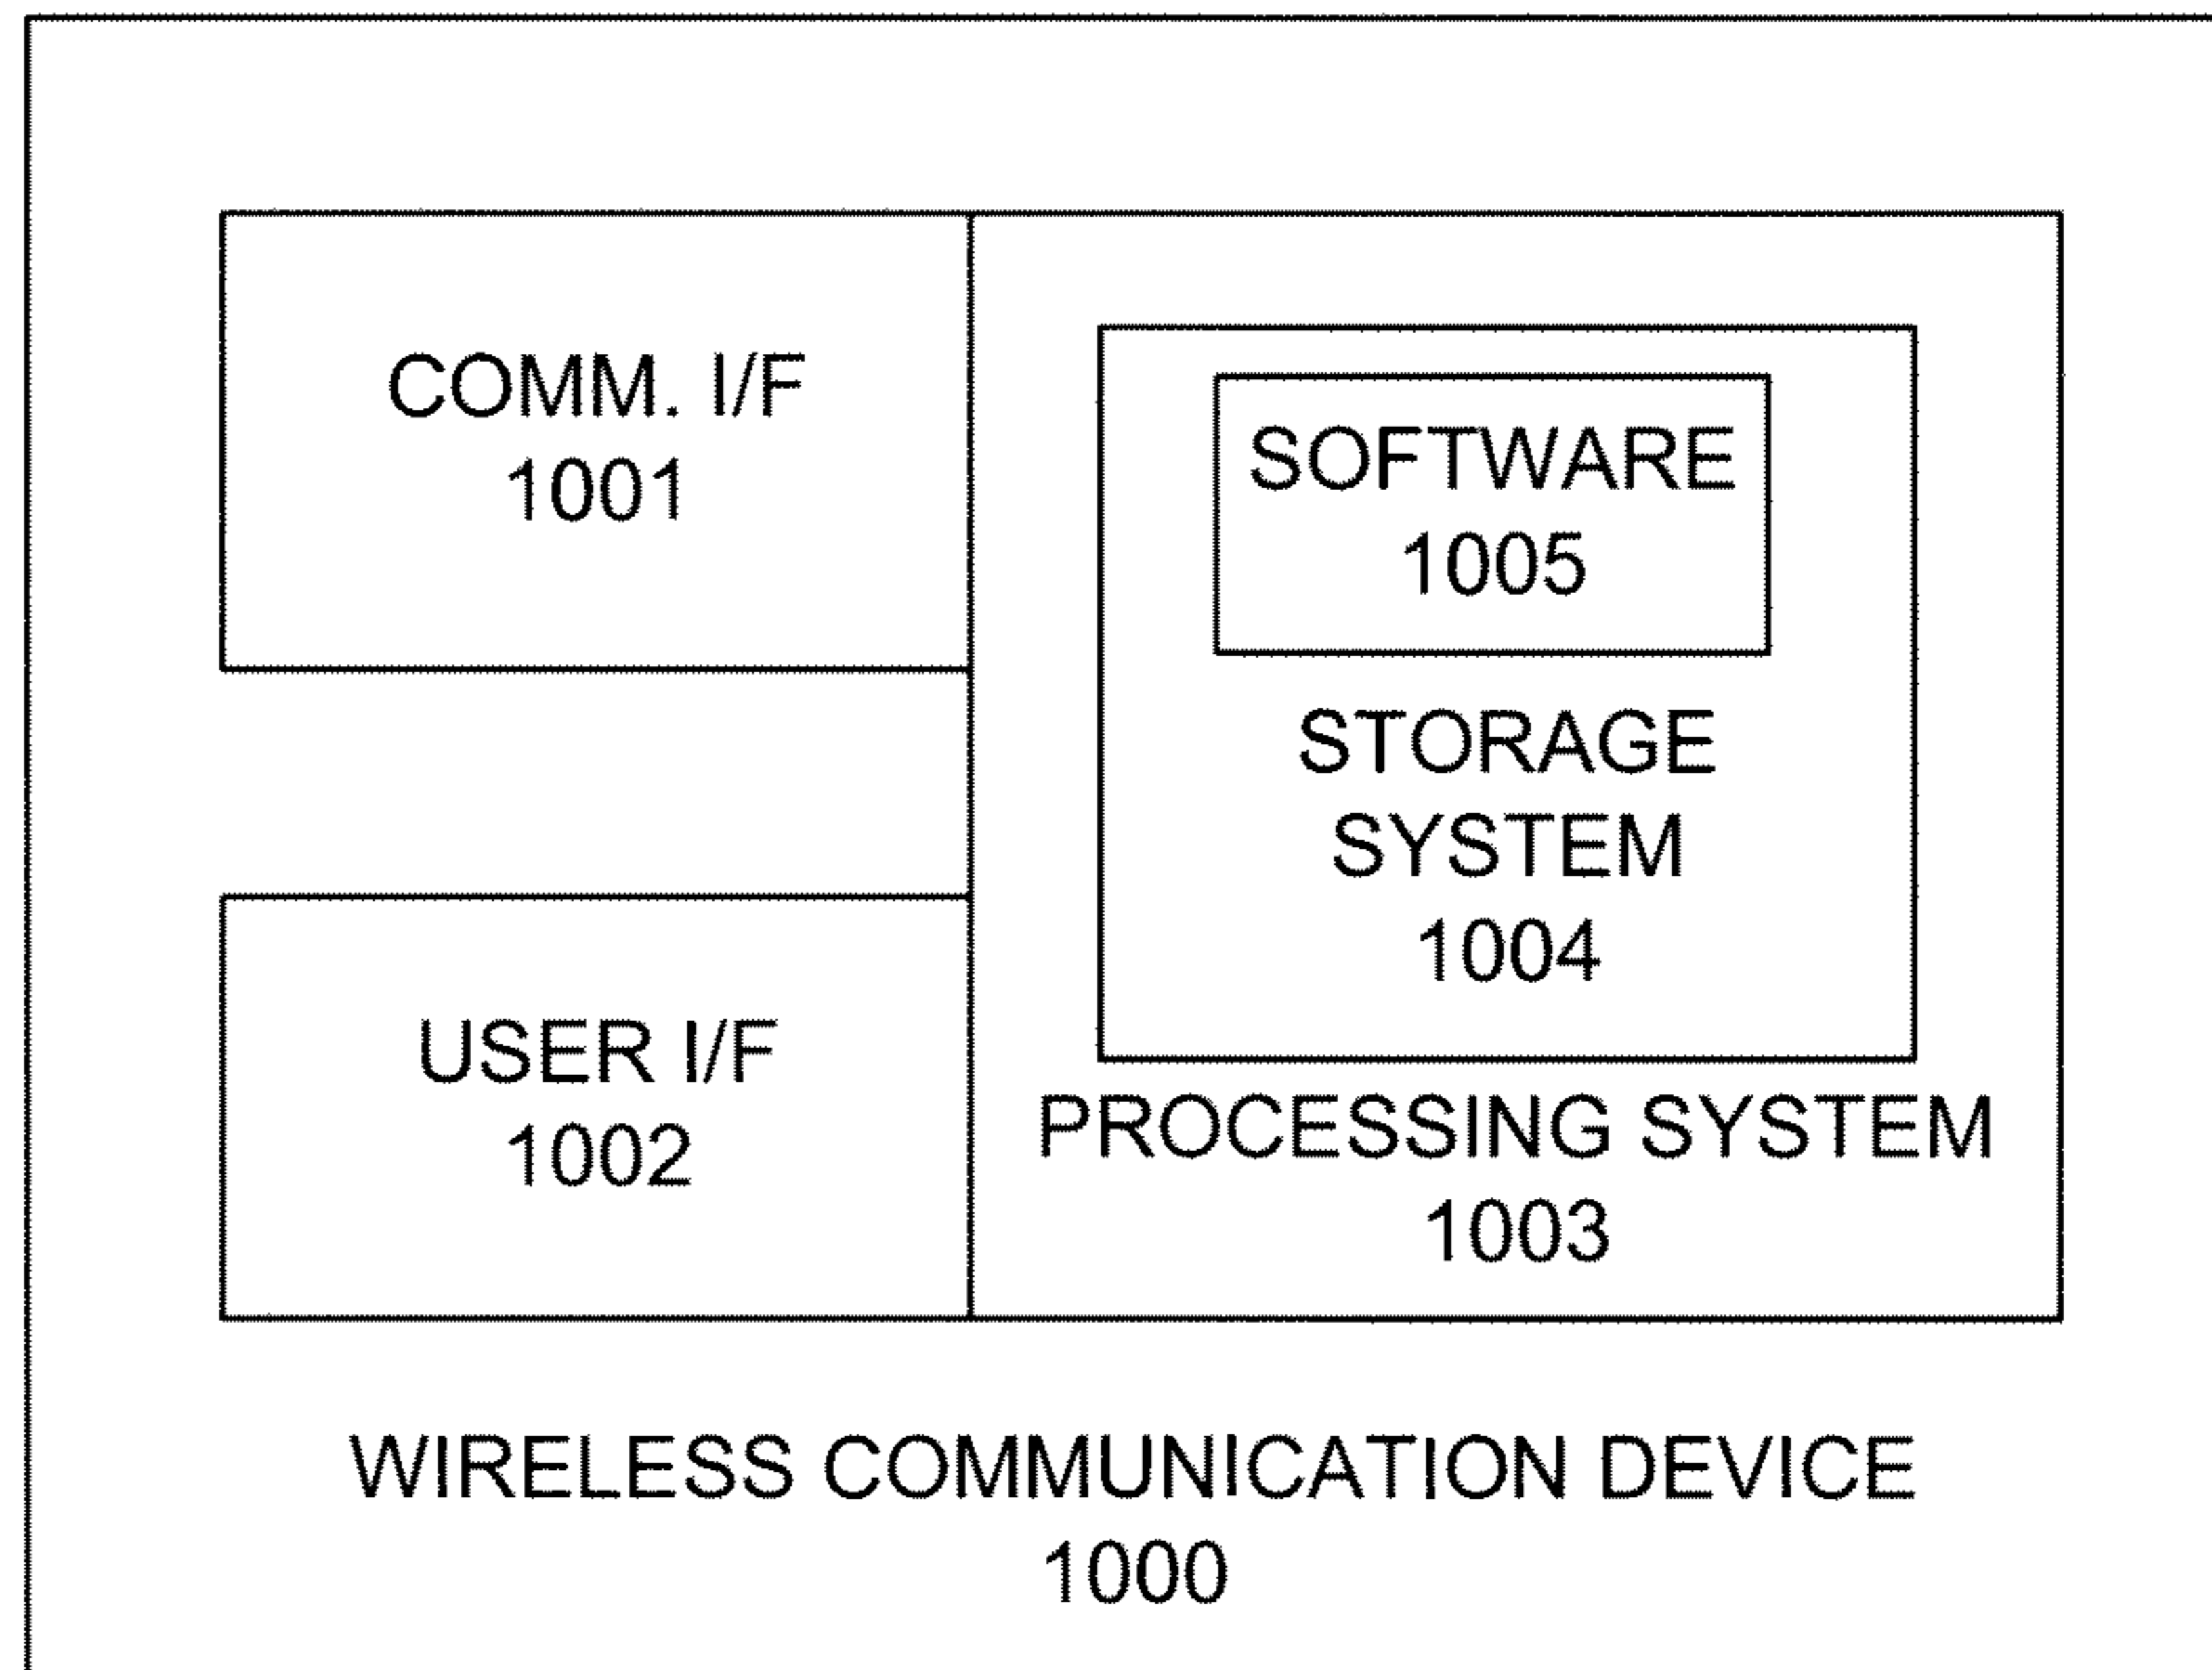 COMM. I/F
1001
USER I/F
1002
SOFTWARE
1005
STORAGE
SYSTEM
1004
PROCESSING SYSTEM
1003
WIRELESS COMMUNICATION DEVICE
1000